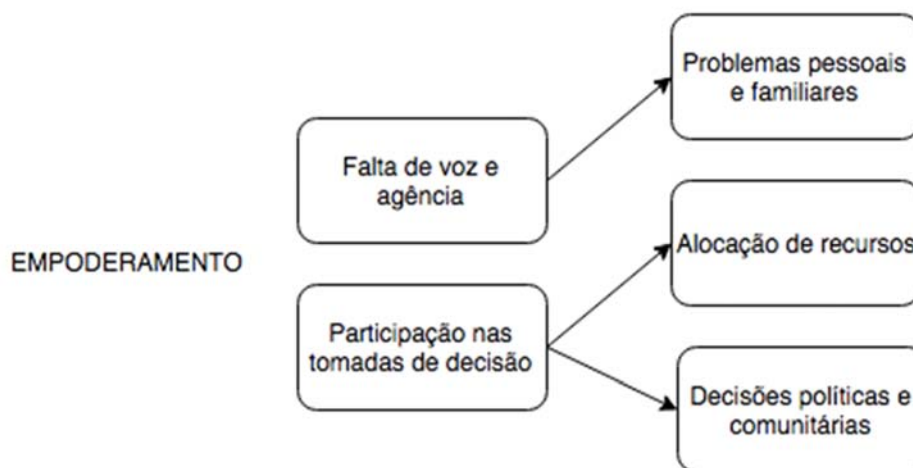 EMPODERAMENTO
Falta de voz e
agência
Participação nas
tomadas de decisão
Problemas pessoais
e familiares
Alocação de recursos
Decisões políticas e
comunitárias